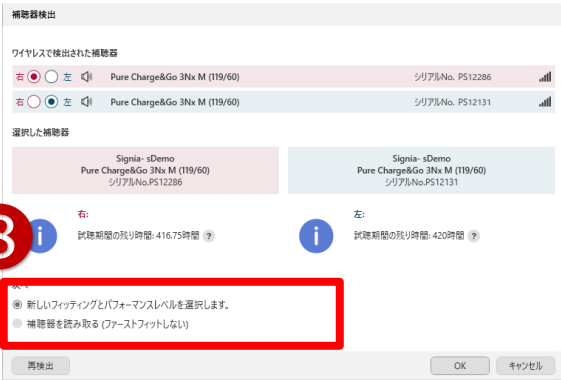 補聴器検出
ワイヤレスで検出された補聴器
右 左 Pure Charge&Go 3Nx M (119/60) シリアルNo. PS12286
右 左 Pure Charge&Go 3Nx M (119/60) シリアルNo. PS12131
選択した補聴器
Signia- sDemo
Pure Charge&Go 3Nx M (119/60)
シリアルNo.PS12286
Signia- sDemo
Pure Charge&Go 3Nx M (119/60)
シリアルNo.PS12131
右:
試聴期間の残り時間: 416.75時間 ?
左:
試聴期間の残り時間: 420時間 ?
新しいフィッティングとパフォーマンスレベルを選択します。
補聴器を読み取る (ファーストフィットしない)
再検出 OK キャンセル